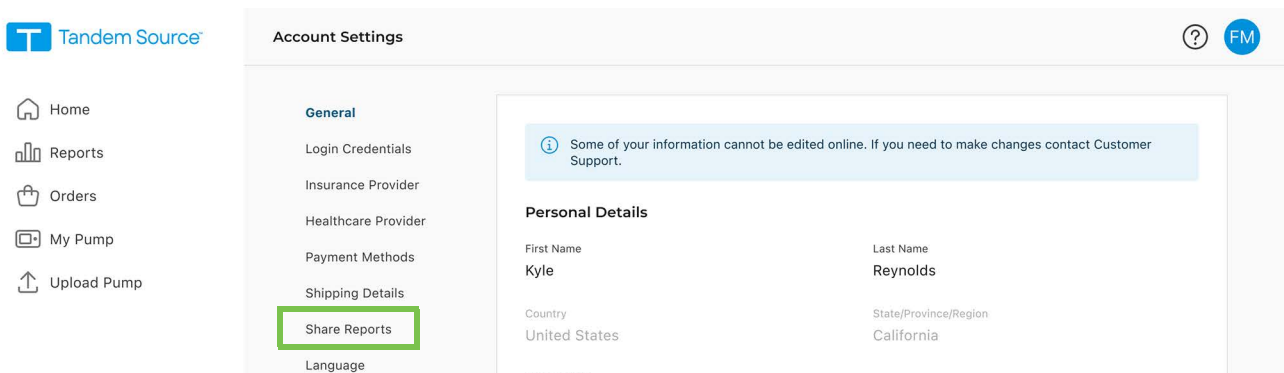 Tandem Source™
Account Settings
?
FM
Home
Reports
Orders
My Pump
Upload Pump
General
Login Credentials
Insurance Provider
Healthcare Provider
Payment Methods
Shipping Details
Share Reports
Language
Some of your information cannot be edited online. If you need to make changes contact Customer
Support.
Personal Details
First Name
Last Name
Kyle
Reynolds
Country
State/Province/Region
United States
California